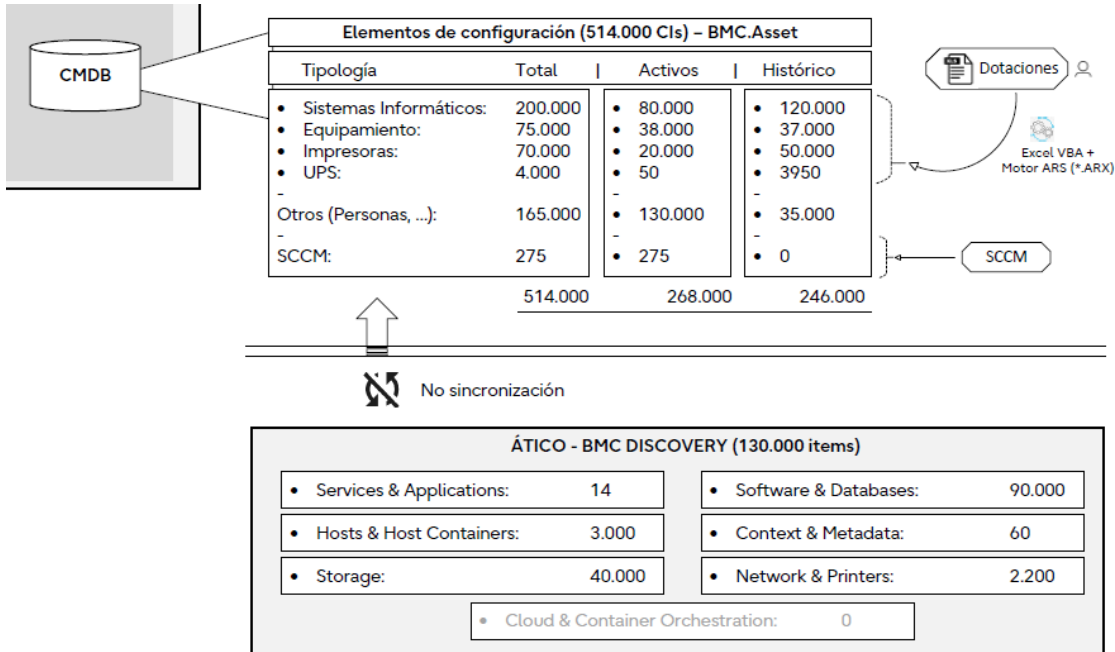 CMDB
Elementos de configuración (514.000 CIs) – BMC.Asset
Tipología Total | Activos | Histórico
• Sistemas Informáticos: 200.000 • 80.000 • 120.000
• Equipamiento: 75.000 • 38.000 • 37.000
• Impresoras: 70.000 • 20.000 • 50.000
• UPS: 4.000 • 50 • 3950
- - -
Otros (Personas, ...): 165.000 • 130.000 • 35.000
- - -
SCCM: 275 • 275 • 0
514.000 268.000 246.000
Dotaciones
Excel VBA +
Motor ARS (*.ARX)
SCCM
No sincronización
ÁTICO - BMC DISCOVERY (130.000 items)
• Services & Applications: 14 • Software & Databases: 90.000
• Hosts & Host Containers: 3.000 • Context & Metadata: 60
• Storage: 40.000 • Network & Printers: 2.200
• Cloud & Container Orchestration: 0